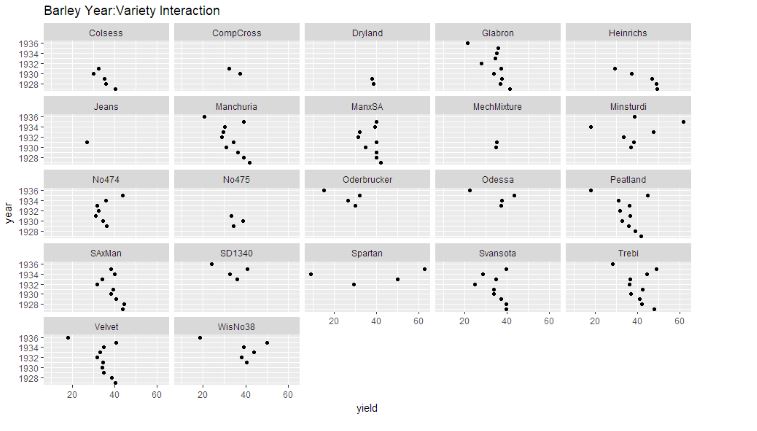 Barley Year:Variety Interaction
Colsess CompCross Dryland Glabron Heinrichs
1936
1934
1932
1930
1928
Jeans Manchuria ManxSA MechMixture Minsturdi
1936
1934
1932
1930
1928
No474 No475 Oderbrucker Odessa Peatland
1936
1934
1932
1930
1928
year
SAxMan SD1340 Spartan Svansota Trebi
1936
1934
1932
1930
1928
20 40 60 20 40 60 20 40 60
Velvet WisNo38
1936
1934
1932
1930
1928
20 40 60 20 40 60
yield